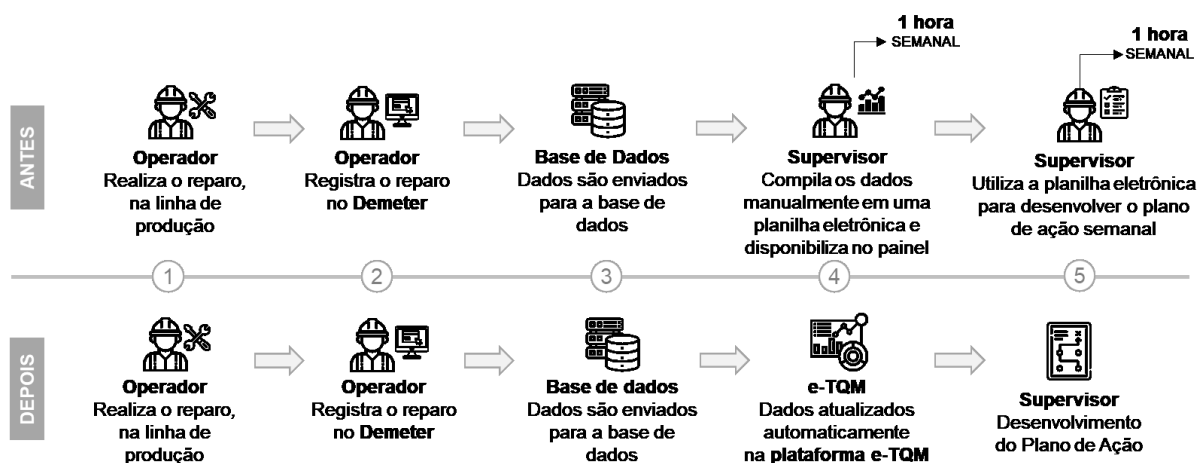 1 hora
SEMANAL
1 hora
SEMANAL
ANTES
Operador
Realiza o reparo,
na linha de
produção
Operador
Registra o reparo
no Demeter
Base de Dados
Dados são enviados
para a base de
dados
Supervisor
Compila os dados
manualmente em uma
planilha eletrônica e
disponibiliza no painel
Supervisor
Utiliza a planilha eletrônica
para desenvolver o plano
de ação semanal
1
2
3
4
5
DEPOIS
Operador
Realiza o reparo,
na linha de
produção
Operador
Registra o reparo
no Demeter
Base de dados
Dados são enviados
para a base de
dados
e-TQM
Dados atualizados
automaticamente
na plataforma e-TQM
Supervisor
Desenvolvimento
do Plano de Ação